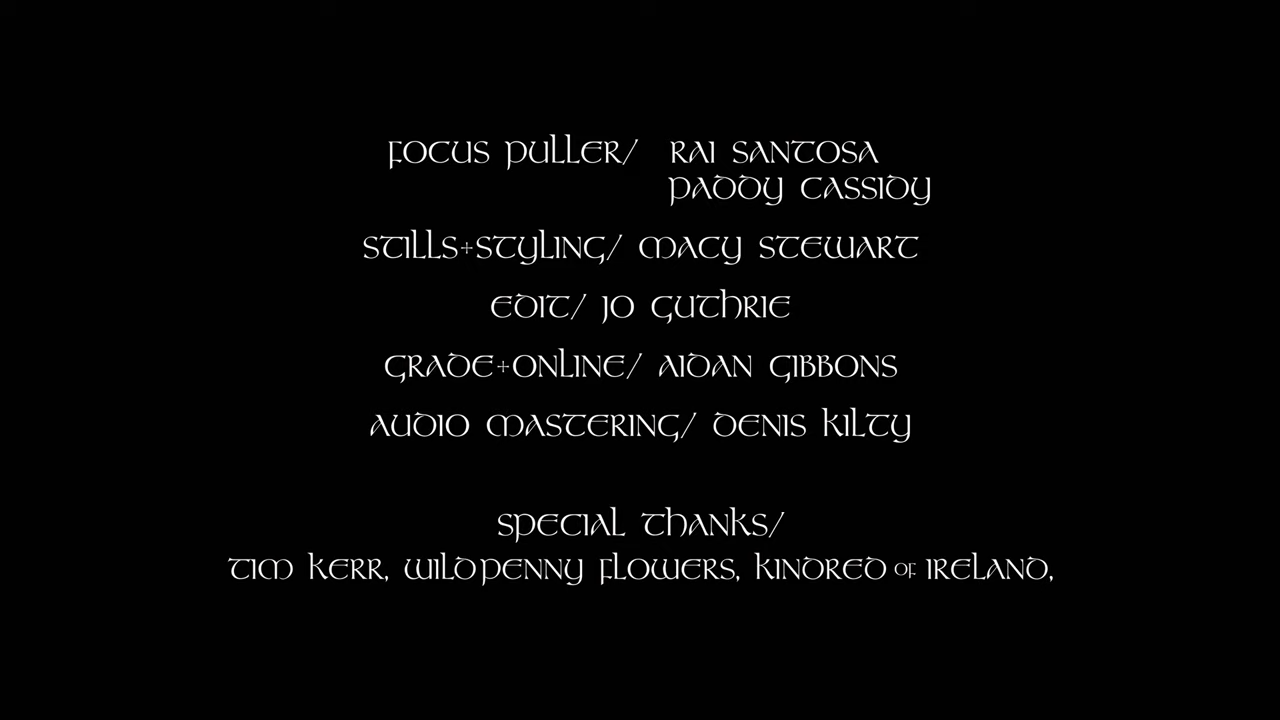 FOCUS PULLER/ RAI SANTOSA
PADDY CASSIDY
STILLS+STYLING/ MACY STEWART
EDIT/ JO GUTHRIE
GRADE+ONLINE/ AIDAN GIBBONS
AUDIO MASTERING/ DENIS KILTY
SPECIAL THANKS/
TIM KERR, WILDPENNY FLOWERS, KINDRED OF IRELAND,